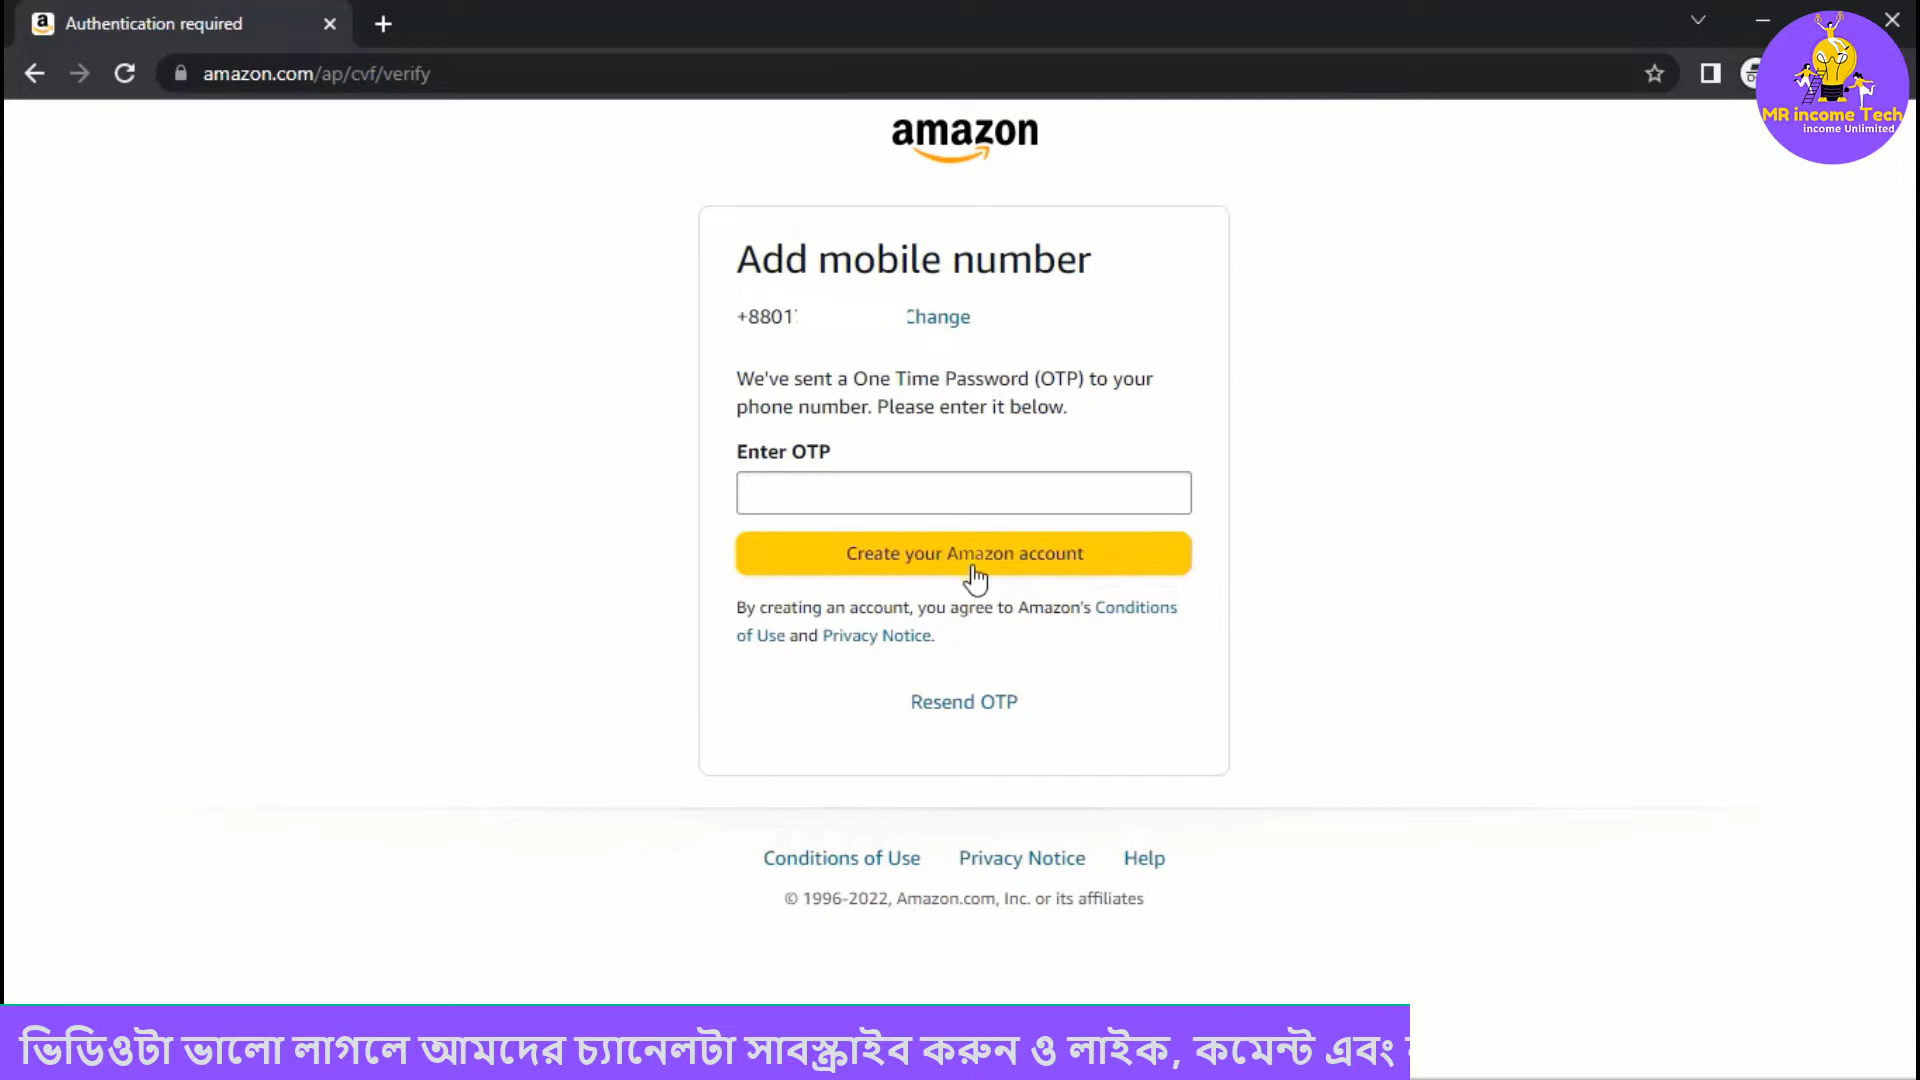 Authentication required
amazon.com/ap/cvf/verify
MR income Tech
income Unlimited
amazon
Add mobile number
+8801 Change
We've sent a One Time Password (OTP) to your
phone number. Please enter it below.
Enter OTP
Create your Amazon account
By creating an account, you agree to Amazon's Conditions
of Use and Privacy Notice.
Resend OTP
Conditions of Use Privacy Notice Help
© 1996-2022, Amazon.com, Inc. or its affiliates
ভিডিওটা ভালো লাগলে আমদের চ্যানেলটা সাবস্ক্রাইব করুন ও লাইক, কমেন্ট এবং